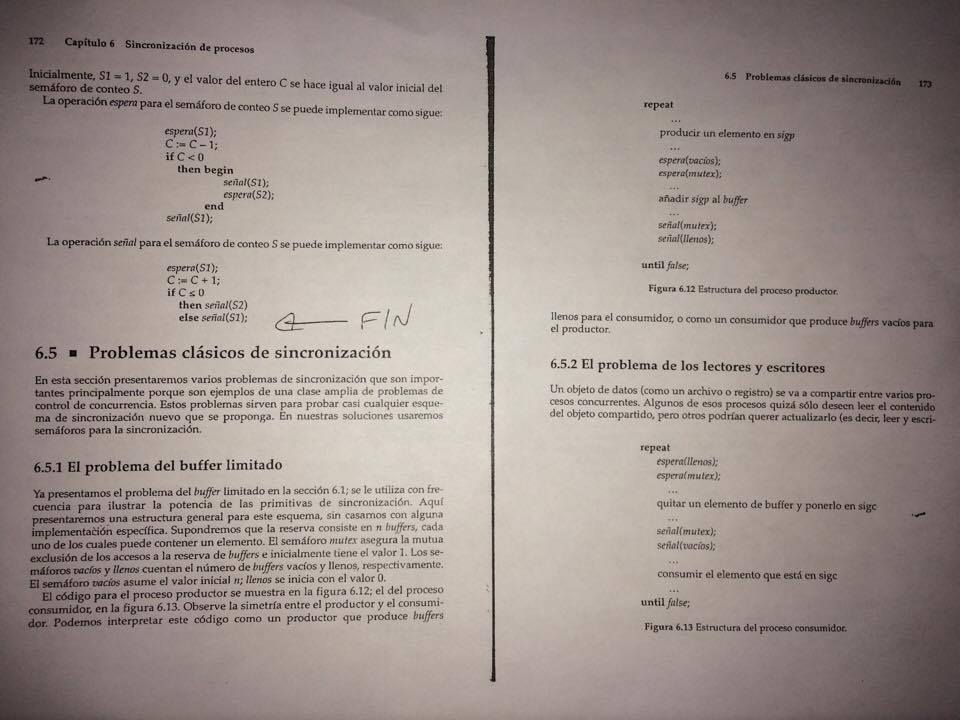 172 Capítulo 6 Sincronización de procesos
Inicialmente, S1 = 1, S2 = 0, y el valor del entero C se hace igual al valor inicial del
semáforo de conteo S.
La operación espera para el semáforo de conteo S se puede implementar como sigue:
espera(S1);
C := C – 1;
if C < 0
then begin
señal(S1);
espera(S2);
end
señal(S1);
La operación señal para el semáforo de conteo S se puede implementar como sigue:
espera(S1);
C := C + 1;
if C ≤ 0
then señal(S2)
else señal(S1);
FIN
6.5 ■ Problemas clásicos de sincronización
En esta sección presentaremos varios problemas de sincronización que son impor-
tantes principalmente porque son ejemplos de una clase amplia de problemas de
control de concurrencia. Estos problemas sirven para probar casi cualquier esque-
ma de sincronización nuevo que se proponga. En nuestras soluciones usaremos
semáforos para la sincronización.
6.5.1 El problema del buffer limitado
Ya presentamos el problema del buffer limitado en la sección 6.1; se le utiliza con fre-
cuencia para ilustrar la potencia de las primitivas de sincronización. Aquí
presentaremos una estructura general para este esquema, sin casarnos con alguna
implementación específica. Supondremos que la reserva consiste en n buffers, cada
uno de los cuales puede contener un elemento. El semáforo mutex asegura la mutua
exclusión de los accesos a la reserva de buffers e inicialmente tiene el valor 1. Los se-
máforos vacíos y llenos cuentan el número de buffers vacíos y llenos, respectivamente.
El semáforo vacíos asume el valor inicial n; llenos se inicia con el valor 0.
El código para el proceso productor se muestra en la figura 6.12; el del proceso
consumidor, en la figura 6.13. Observe la simetría entre el productor y el consumi-
dor. Podemos interpretar este código como un productor que produce buffers
6.5 Problemas clásicos de sincronización 173
repeat
...
producir un elemento en sigp
...
espera(vacíos);
espera(mutex);
...
añadir sigp al buffer
...
señal(mutex);
señal(llenos);
until false;
Figura 6.12 Estructura del proceso productor.
llenos para el consumidor, o como un consumidor que produce buffers vacíos para
el productor.
6.5.2 El problema de los lectores y escritores
Un objeto de datos (como un archivo o registro) se va a compartir entre varios pro-
cesos concurrentes. Algunos de esos procesos quizá sólo deseen leer el contenido
del objeto compartido, pero otros podrían querer actualizarlo (es decir, leer y escri-
repeat
espera(llenos);
espera(mutex);
...
quitar un elemento de buffer y ponerlo en sigc
...
señal(mutex);
señal(vacíos);
...
consumir el elemento que está en sigc
...
until false;
Figura 6.13 Estructura del proceso consumidor.